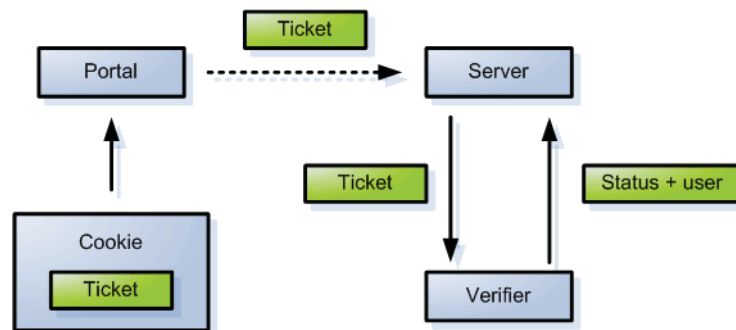 Ticket
Portal
Server
Ticket
Status + user
Cookie
Ticket
Verifier